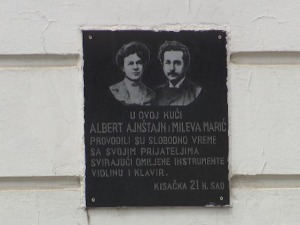 U OVOJ KUĆI
ALBERT AJNŠTAJN I MILEVA MARIĆ
PROVODILI SU SLOBODNO VREME
SA SVOJIM PRIJATELJIMA
SVIRAJUĆI OMILJENE INSTRUMENTE
VIOLINU I KLAVIR.
KISAČKA 21 N. SAD